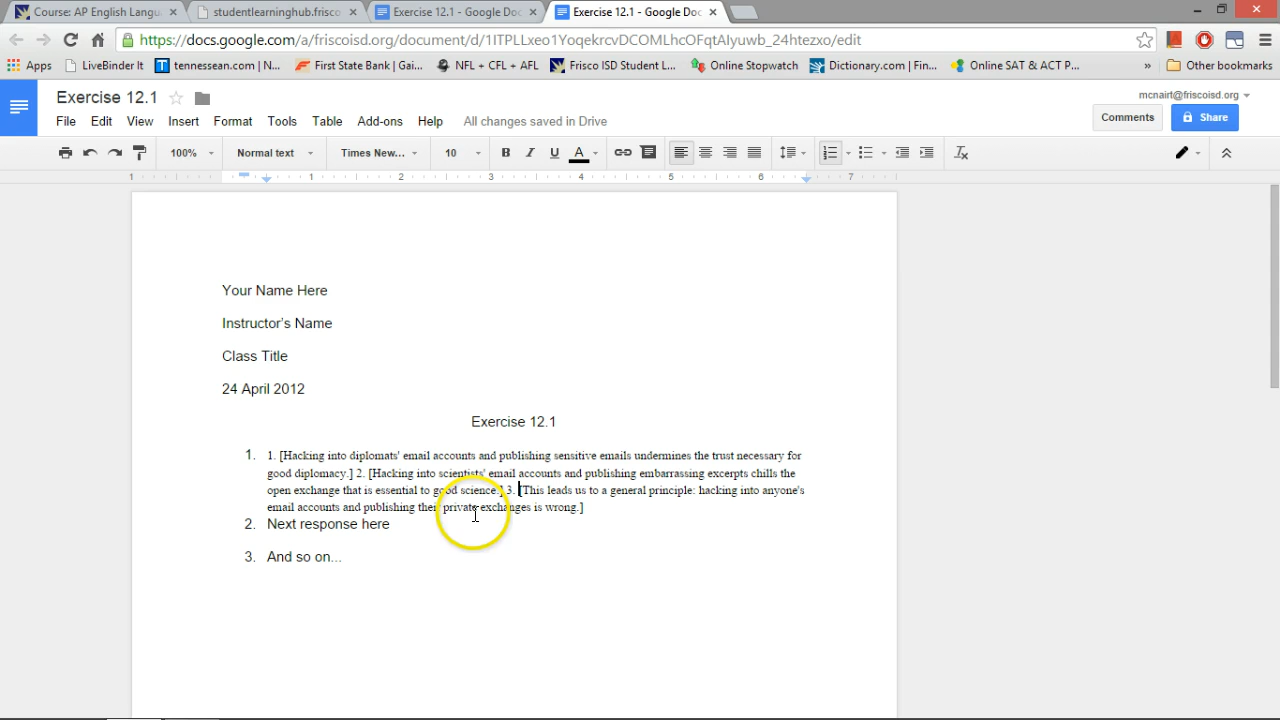 Course: AP English Langu
studentlearninghub.frisco
Exercise 12.1 - Google Doc
Exercise 12.1 - Google Doc
https://docs.google.com/a/friscoisd.org/document/d/1ITPLLxeo1YoqekrcvDCOMLhcOFqtAIyuwb_24htezxo/edit
Apps LiveBinder It tennessean.com | N... First State Bank | Gai... NFL + CFL + AFL Frisco ISD Student L... Online Stopwatch Dictionary.com | Fin... Online SAT & ACT P... » Other bookmarks
Exercise 12.1
mcnairt@friscoisd.org
File Edit View Insert Format Tools Table Add-ons Help All changes saved in Drive
Comments Share
100% Normal text Times New... 10 B I U A
1 1 2 3 4 5 6 7
Your Name Here
Instructor's Name
Class Title
24 April 2012
Exercise 12.1
1. 1. [Hacking into diplomats' email accounts and publishing sensitive emails undermines the trust necessary for
good diplomacy.] 2. [Hacking into scientists' email accounts and publishing embarrassing excerpts chills the
open exchange that is essential to good science.] 3. [This leads us to a general principle: hacking into anyone's
email accounts and publishing their private exchanges is wrong.]
2. Next response here
3. And so on...